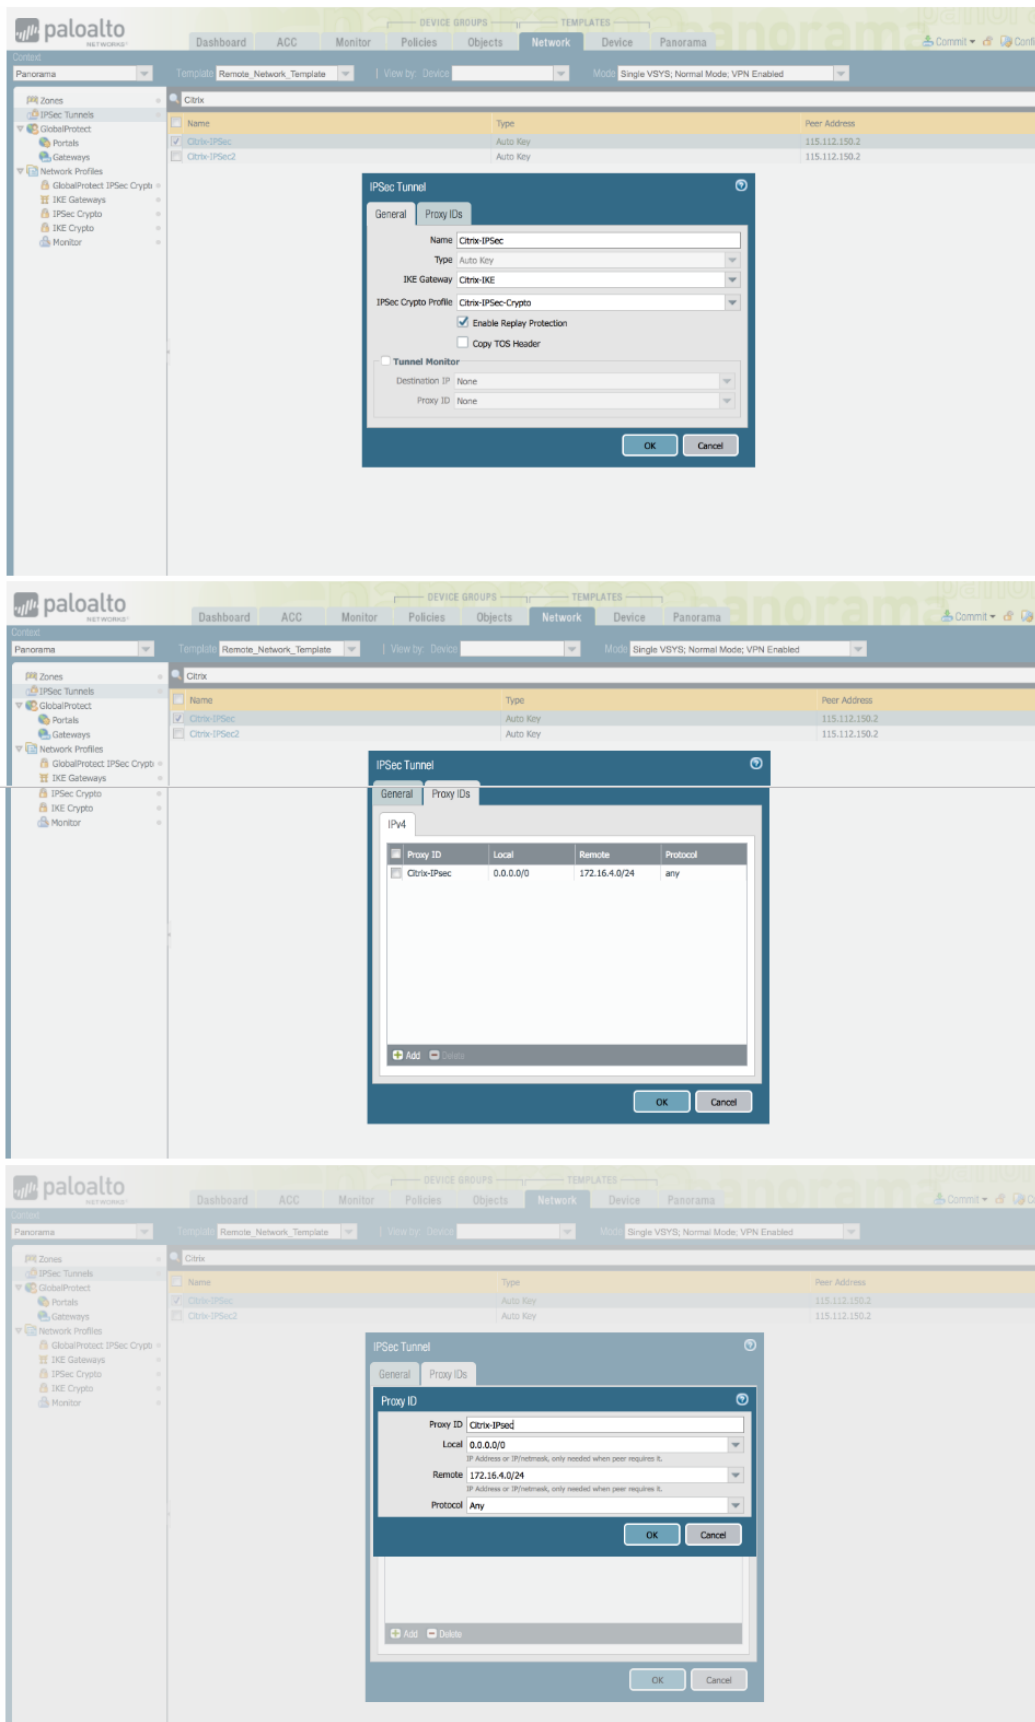 paloalto
NETWORKS
panorama
DEVICE GROUPS
TEMPLATES
Dashboard ACC Monitor Policies Objects Network Device Panorama
Commit
Context
Panorama
Template Remote_Network_Template | View by: Device Mode Single VSYS; Normal Mode; VPN Enabled
Zones
IPSec Tunnels
GlobalProtect
Portals
Gateways
Network Profiles
GlobalProtect IPSec Crypto
IKE Gateways
IPSec Crypto
IKE Crypto
Monitor
Citrix
Name Type Peer Address
Citrix-IPSec Auto Key 115.112.150.2
Citrix-IPSec2 Auto Key 115.112.150.2
IPSec Tunnel
General Proxy IDs
Name Citrix-IPSec
Type Auto Key
IKE Gateway Citrix-IKE
IPSec Crypto Profile Citrix-IPSec-Crypto
Enable Replay Protection
Copy TOS Header
Tunnel Monitor
Destination IP None
Proxy ID None
OK Cancel
paloalto
NETWORKS
panorama
DEVICE GROUPS
TEMPLATES
Dashboard ACC Monitor Policies Objects Network Device Panorama
Commit
Context
Panorama
Template Remote_Network_Template | View by: Device Mode Single VSYS; Normal Mode; VPN Enabled
Zones
IPSec Tunnels
GlobalProtect
Portals
Gateways
Network Profiles
GlobalProtect IPSec Crypto
IKE Gateways
IPSec Crypto
IKE Crypto
Monitor
Citrix
Name Type Peer Address
Citrix-IPSec Auto Key 115.112.150.2
Citrix-IPSec2 Auto Key 115.112.150.2
IPSec Tunnel
General Proxy IDs
IPv4
Proxy ID Local Remote Protocol
Citrix-IPsec 0.0.0.0/0 172.16.4.0/24 any
Add Delete
OK Cancel
paloalto
NETWORKS
panorama
DEVICE GROUPS
TEMPLATES
Dashboard ACC Monitor Policies Objects Network Device Panorama
Commit
Context
Panorama
Template Remote_Network_Template | View by: Device Mode Single VSYS; Normal Mode; VPN Enabled
Zones
IPSec Tunnels
GlobalProtect
Portals
Gateways
Network Profiles
GlobalProtect IPSec Crypto
IKE Gateways
IPSec Crypto
IKE Crypto
Monitor
Citrix
Name Type Peer Address
Citrix-IPSec Auto Key 115.112.150.2
Citrix-IPSec2 Auto Key 115.112.150.2
IPSec Tunnel
General Proxy IDs
Proxy ID
Proxy ID Citrix-IPsec
Local 0.0.0.0/0
IP Address or IP/netmask, only needed when peer requires it.
Remote 172.16.4.0/24
IP Address or IP/netmask, only needed when peer requires it.
Protocol Any
OK Cancel
Add Delete
OK Cancel